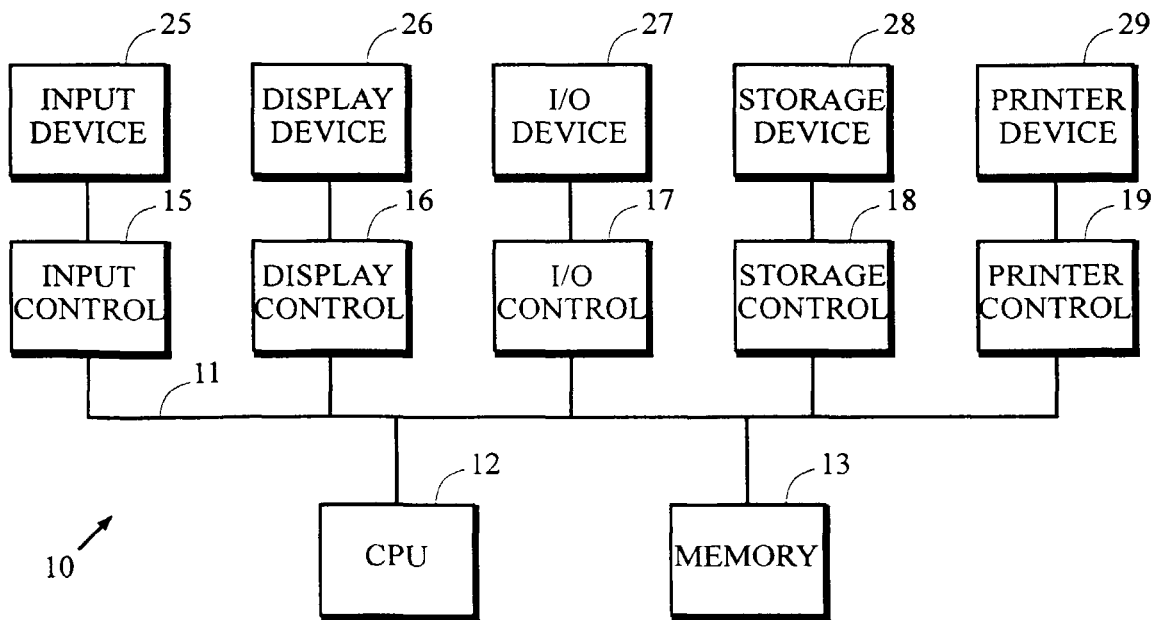 25
26
27
28
29
INPUT
DEVICE
DISPLAY
DEVICE
I/O
DEVICE
STORAGE
DEVICE
PRINTER
DEVICE
15
16
17
18
19
INPUT
CONTROL
DISPLAY
CONTROL
I/O
CONTROL
STORAGE
CONTROL
PRINTER
CONTROL
11
12
13
CPU
MEMORY
10